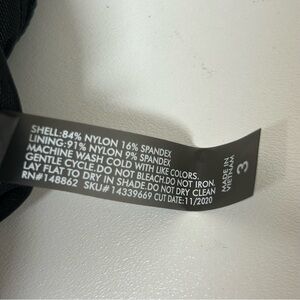 SHELL:84% NYLON 16% SPANDEX
LINING:91% NYLON 9% SPANDEX
MACHINE WASH COLD WITH LIKE COLORS,
GENTLE CYCLE.DO NOT BLEACH.DO NOT IRON.
LAY FLAT TO DRY IN SHADE.DO NOT DRY CLEAN
RN#148862 SKU#14339669 CUT DATE:11/2020
MADE IN
VIETNAM
3